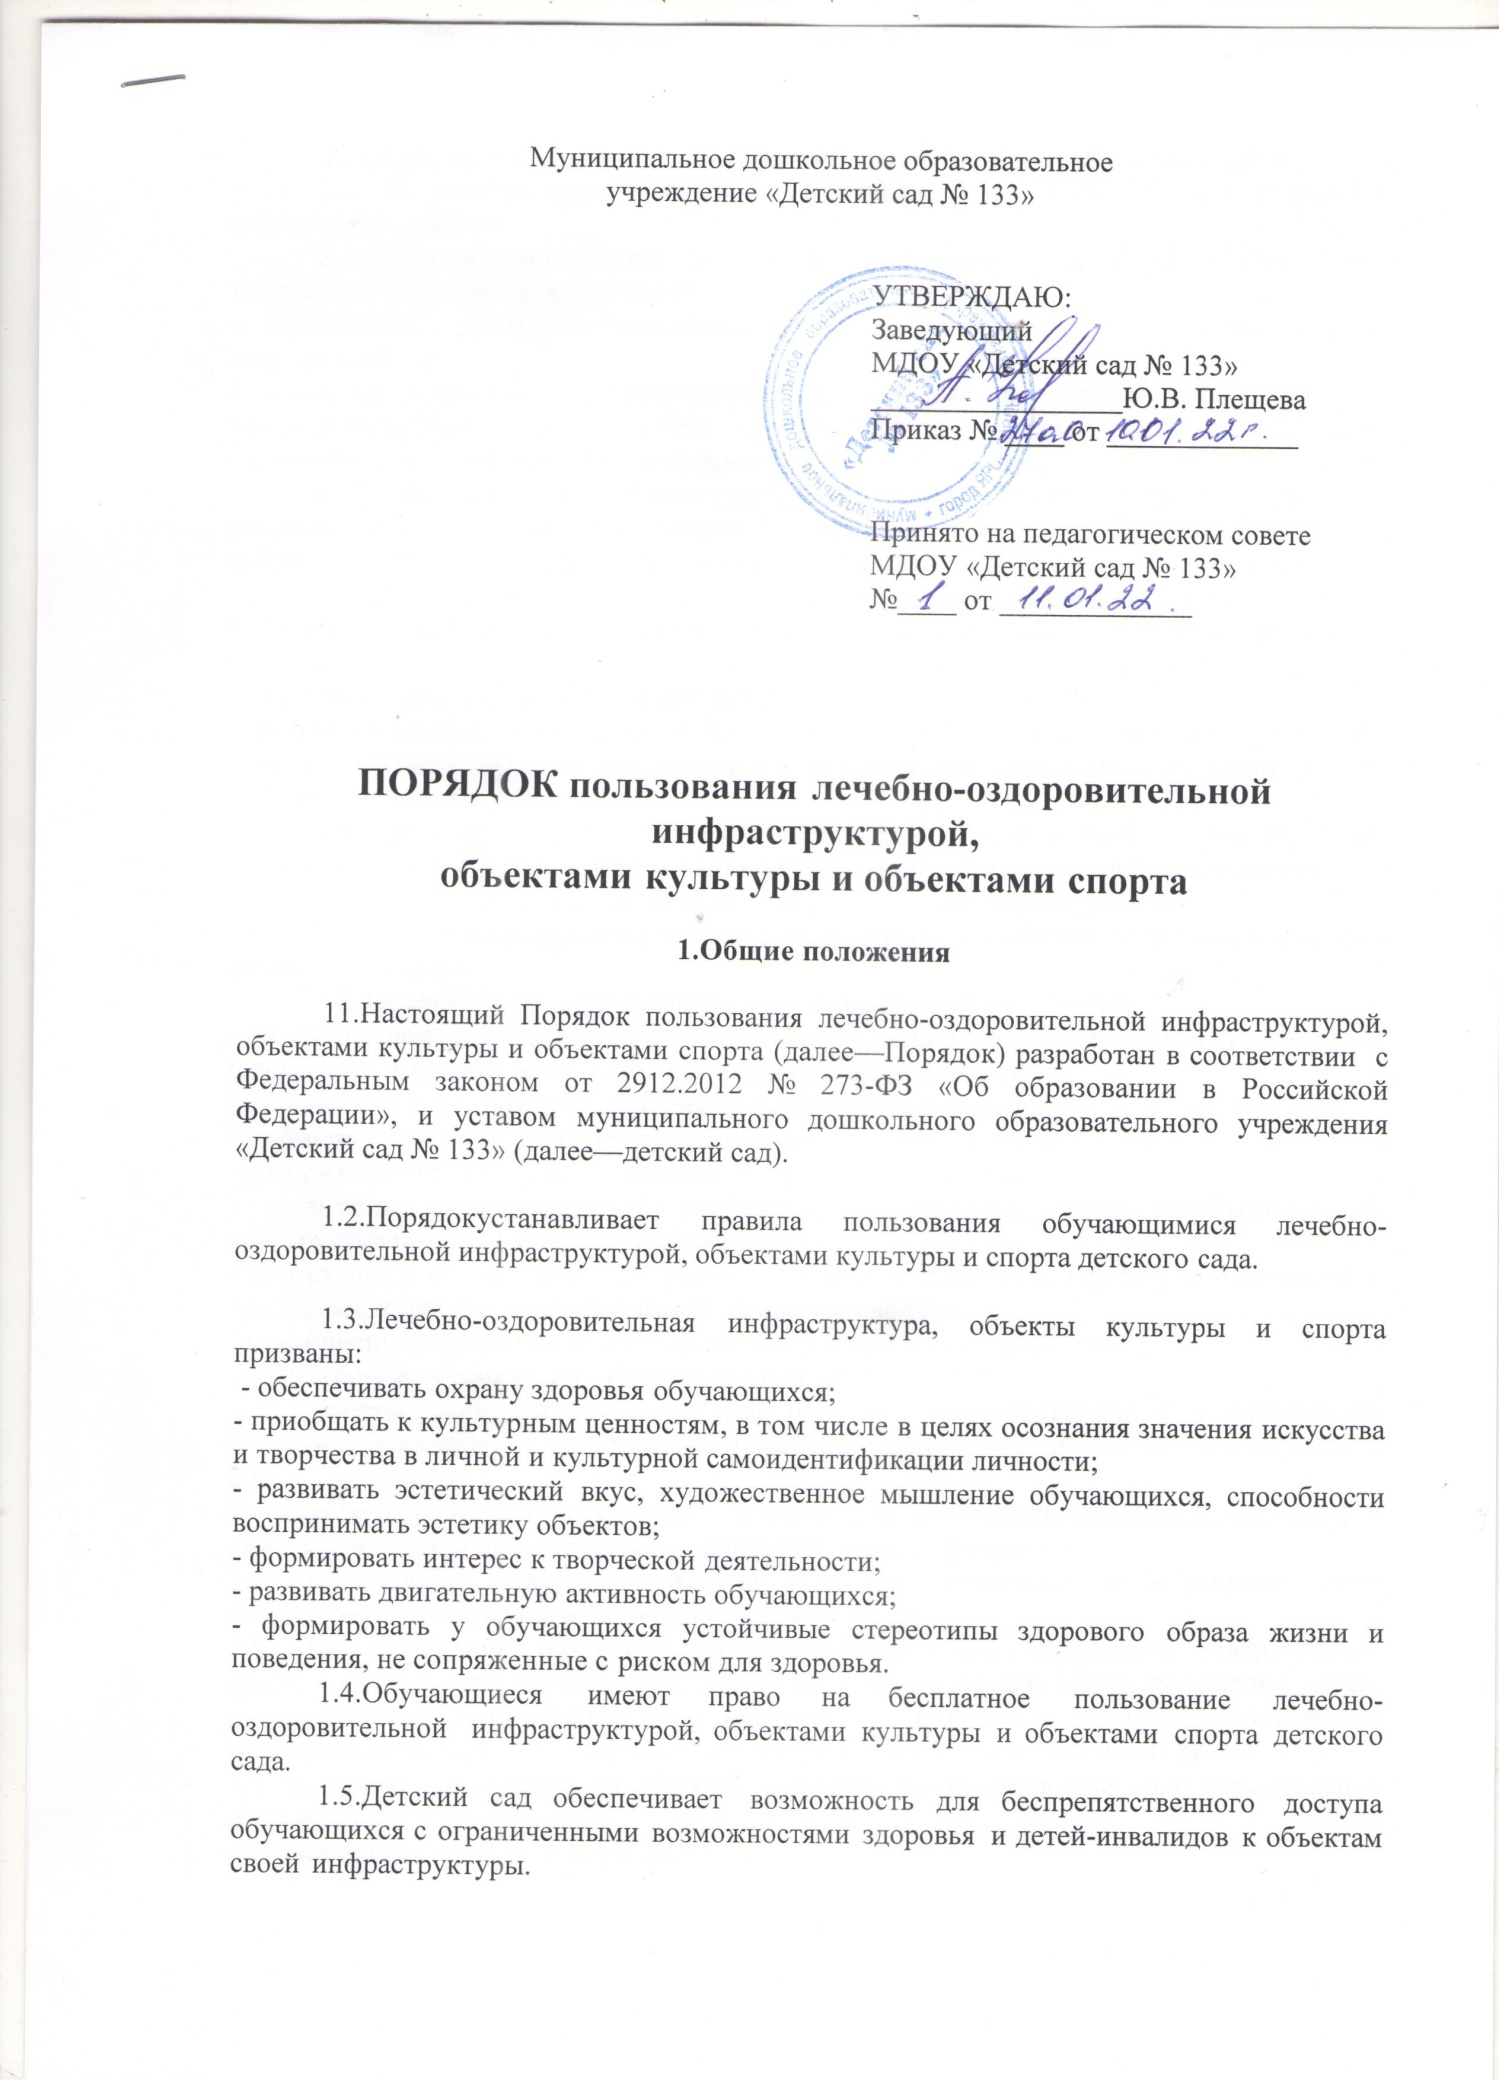 Муниципальное дошкольное образовательное
учреждение «Детский сад № 133»
УТВЕРЖДАЮ:
Заведующий
МДОУ «Детский сад № 133»
Ю.В. Плещева
Приказ № от 10.01.22г.
«Детский сад № 133»
Принято на педагогическом совете
МДОУ «Детский сад № 133»
№ 1 от 11.01.22.
ПОРЯДОК пользования лечебно-оздоровительной
инфраструктурой,
объектами культуры и объектами спорта
1.Общие положения
11.Настоящий Порядок пользования лечебно-оздоровительной инфраструктурой,
объектами культуры и объектами спорта (далее—Порядок) разработан в соответствии с
Федеральным законом от 2912.2012 № 273-ФЗ «Об образовании в Российской
Федерации», и уставом муниципального дошкольного образовательного учреждения
«Детский сад № 133» (далее—детский сад).
1.2.Порядокустанавливает правила пользования обучающимися лечебно-
оздоровительной инфраструктурой, объектами культуры и спорта детского сада.
1.3.Лечебно-оздоровительная инфраструктура, объекты культуры и спорта
призваны:
- обеспечивать охрану здоровья обучающихся;
- приобщать к культурным ценностям, в том числе в целях осознания значения искусства
и творчества в личной и культурной самоидентификации личности;
- развивать эстетический вкус, художественное мышление обучающихся, способности
воспринимать эстетику объектов;
- формировать интерес к творческой деятельности;
- развивать двигательную активность обучающихся;
- формировать у обучающихся устойчивые стереотипы здорового образа жизни и
поведения, не сопряженные с риском для здоровья.
1.4.Обучающиеся имеют право на бесплатное пользование лечебно-
оздоровительной инфраструктурой, объектами культуры и объектами спорта детского
сада.
1.5.Детский сад обеспечивает возможность для беспрепятственного доступа
обучающихся с ограниченными возможностями здоровья и детей-инвалидов к объектам
своей инфраструктуры.